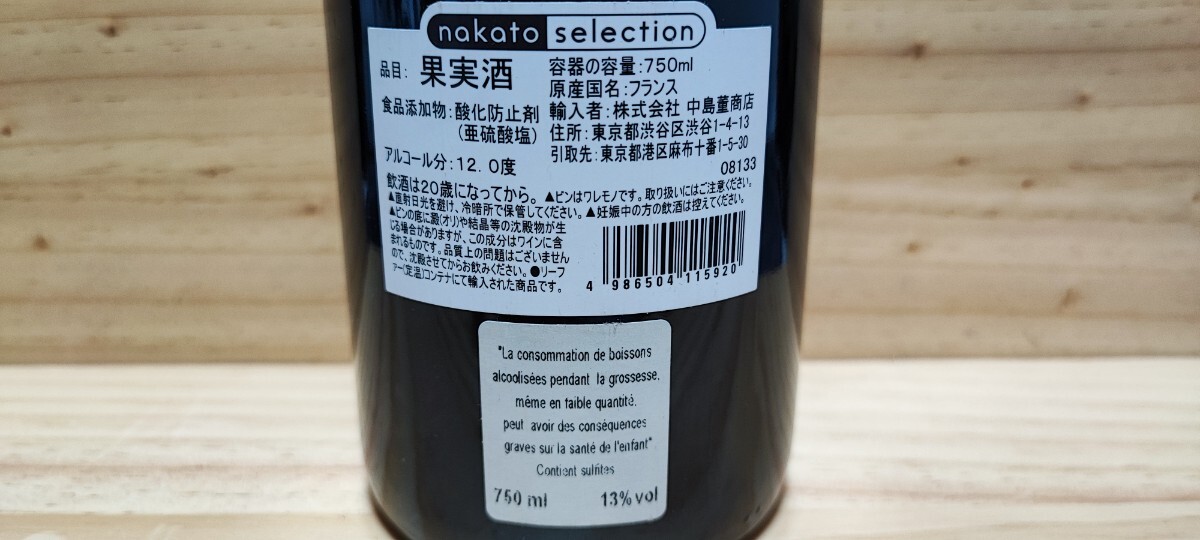 nakato selection
品目: 果実酒
食品添加物:酸化防止剤
(亜硫酸塩)
アルコール分:12.0度
容器の容量:750ml
原産国名:フランス
輸入者:株式会社 中島董商店
住所:東京都渋谷区渋谷1-4-13
引取先:東京都港区麻布十番1-5-30
08133
飲酒は20歳になってから。▲ビンはワレモノです。取り扱いにはご注意ください。
▲直射日光を避け、冷暗所で保管してください。▲妊娠中の方の飲酒は控えてください。
▲ビンの底に澱(オリ)や結晶等の沈殿物が生
じる場合がありますが、この成分はワインに含
まれるものです。品質上の問題はございません
ので、沈殿させてからお飲みください。●リーフ
ァー(定温)コンテナにて輸入された商品です。
4 986504 115920
"La consommation de boissons
alcoolisées pendant la grossesse.
même en faible quantité.
peut avoir des conséquences
graves sur la santé de l'enfant"
Contient sulfites
750 ml 13% vol